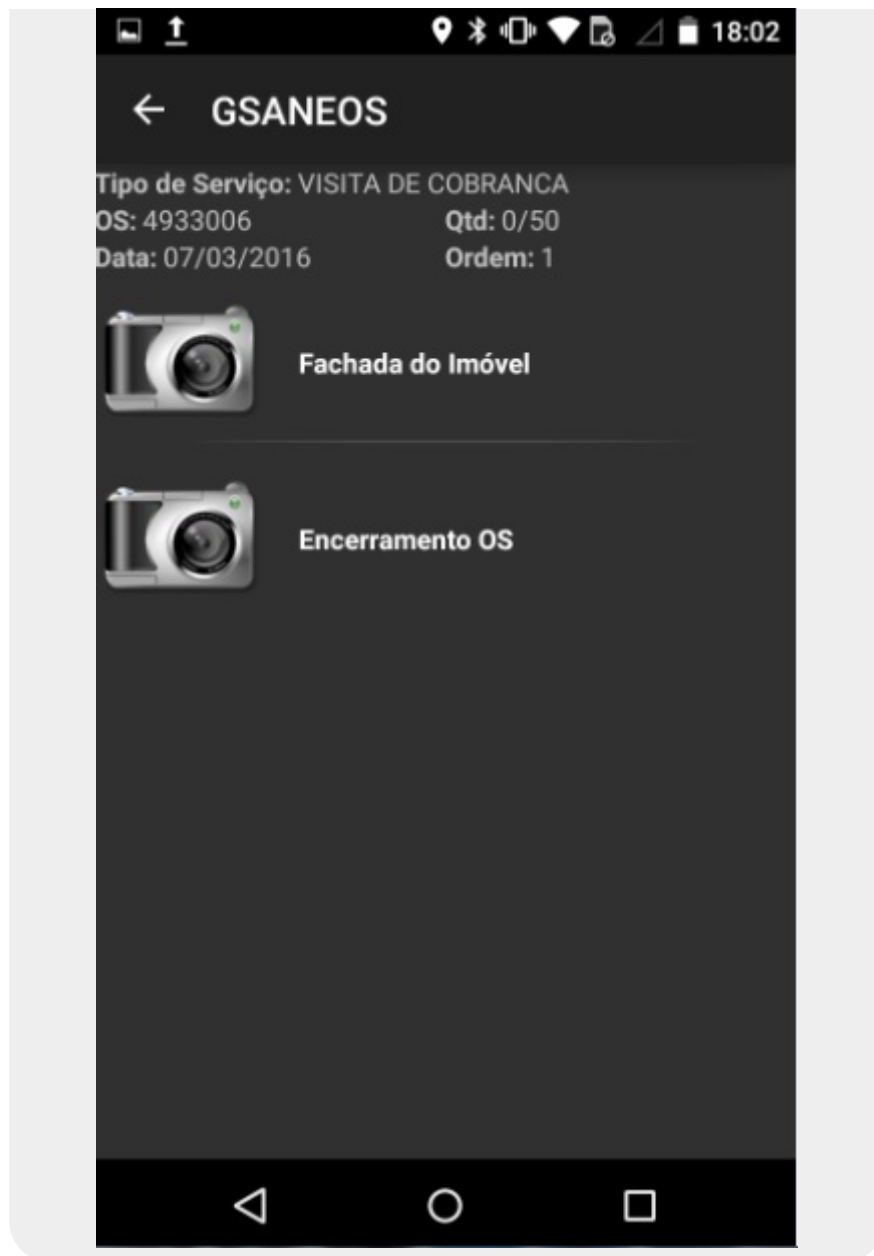 18:02
GSANEOS
Tipo de Serviço: VISITA DE COBRANCA
OS: 4933006 Qtd: 0/50
Data: 07/03/2016 Ordem: 1
Fachada do Imóvel
Encerramento OS